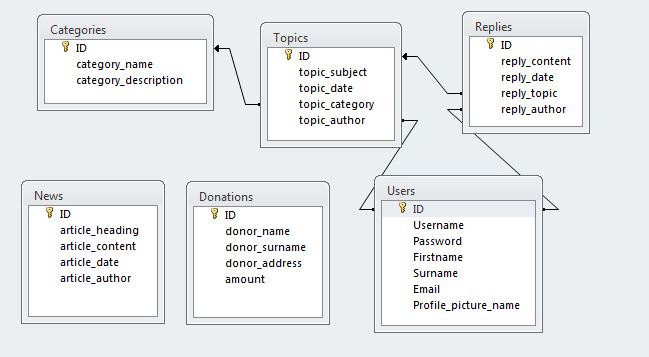 Categories
ID
category_name
category_description
Topics
ID
topic_subject
topic_date
topic_category
topic_author
Replies
ID
reply_content
reply_date
reply_topic
reply_author
News
ID
article_heading
article_content
article_date
article_author
Donations
ID
donor_name
donor_surname
donor_address
amount
Users
ID
Username
Password
Firstname
Surname
Email
Profile_picture_name